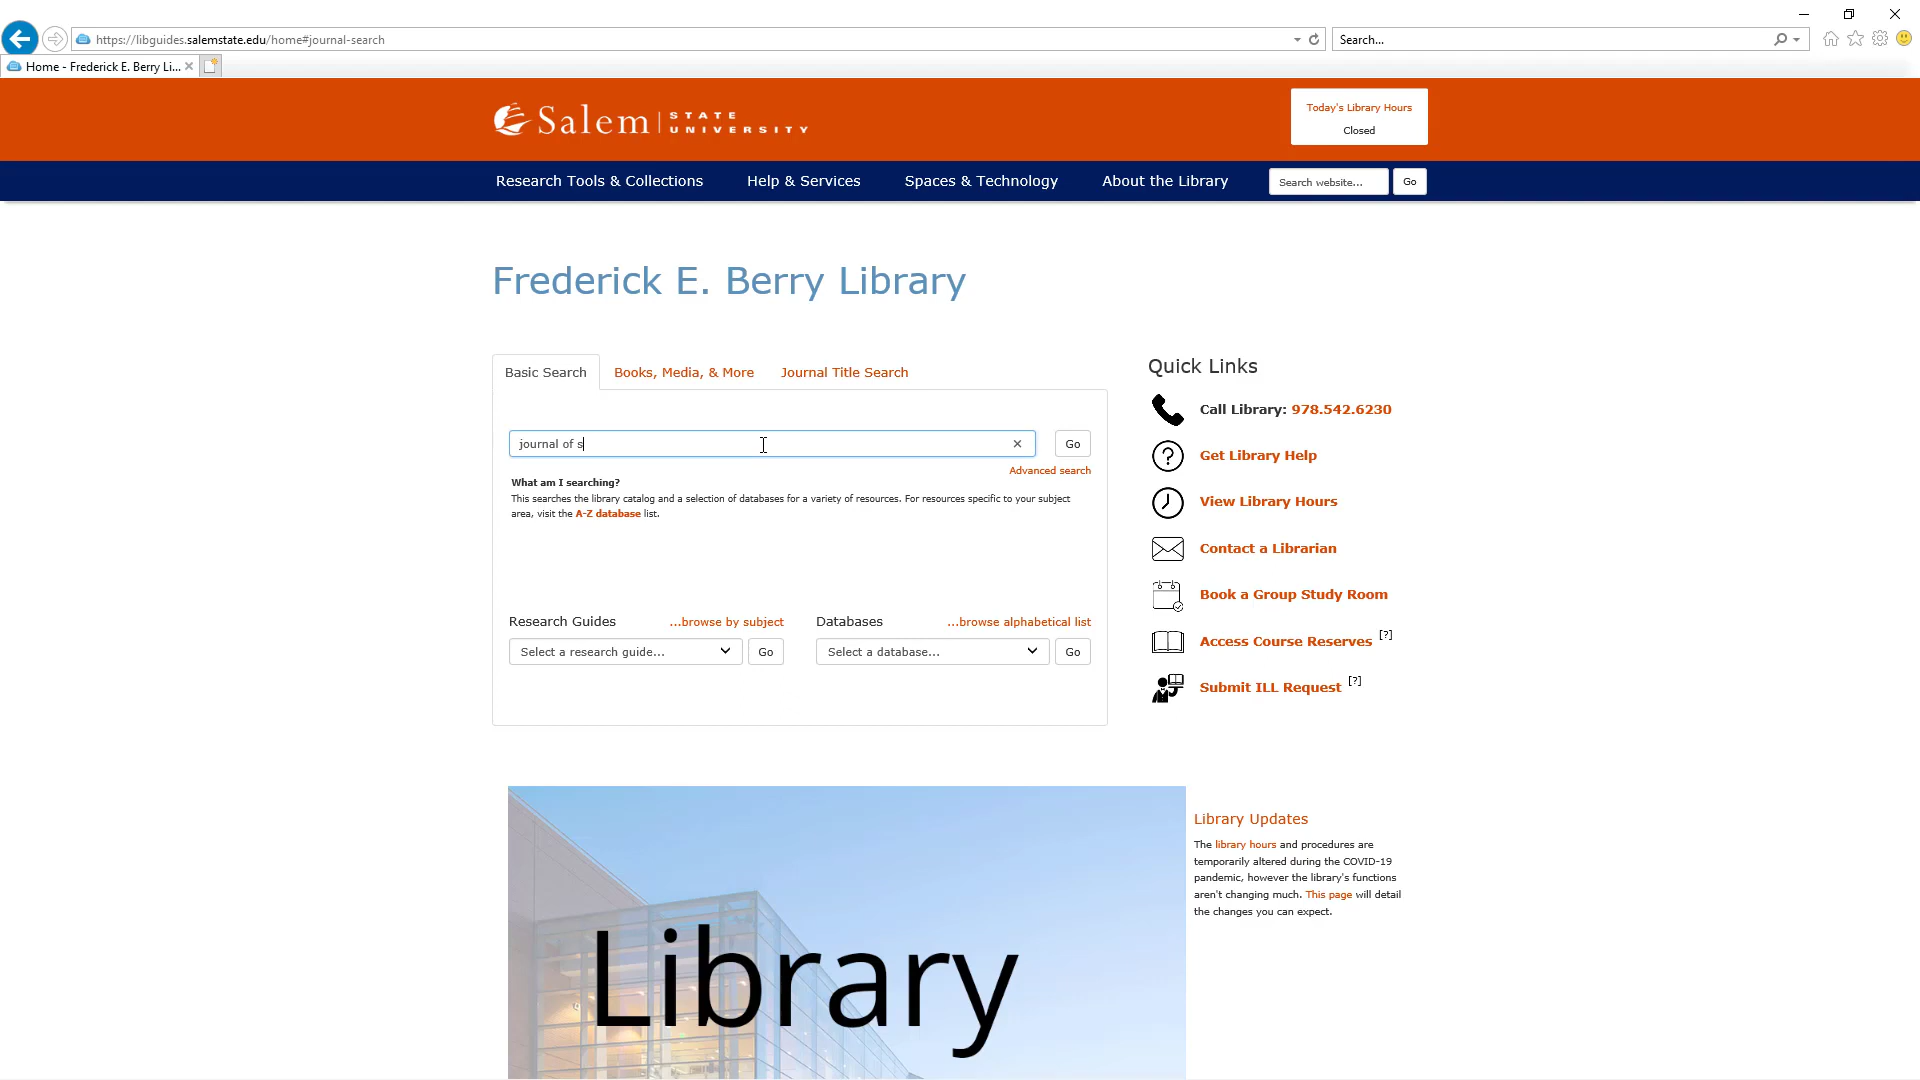 https://libguides.salemstate.edu/home#journal-search
Search...
Home - Frederick E. Berry Li...
Salem STATE UNIVERSITY
Today's Library Hours
Closed
Research Tools & Collections
Help & Services
Spaces & Technology
About the Library
Search website...
Go
Frederick E. Berry Library
Basic Search
Books, Media, & More
Journal Title Search
journal of s
Go
Advanced search
What am I searching?
This searches the library catalog and a selection of databases for a variety of resources. For resources specific to your subject
area, visit the A-Z database list.
Research Guides
...browse by subject
Databases
...browse alphabetical list
Select a research guide...
Go
Select a database...
Go
Quick Links
Call Library: 978.542.6230
Get Library Help
View Library Hours
Contact a Librarian
Book a Group Study Room
Access Course Reserves [?]
Submit ILL Request [?]
Library
Library Updates
The library hours and procedures are
temporarily altered during the COVID-19
pandemic, however the library's functions
aren't changing much. This page will detail
the changes you can expect.